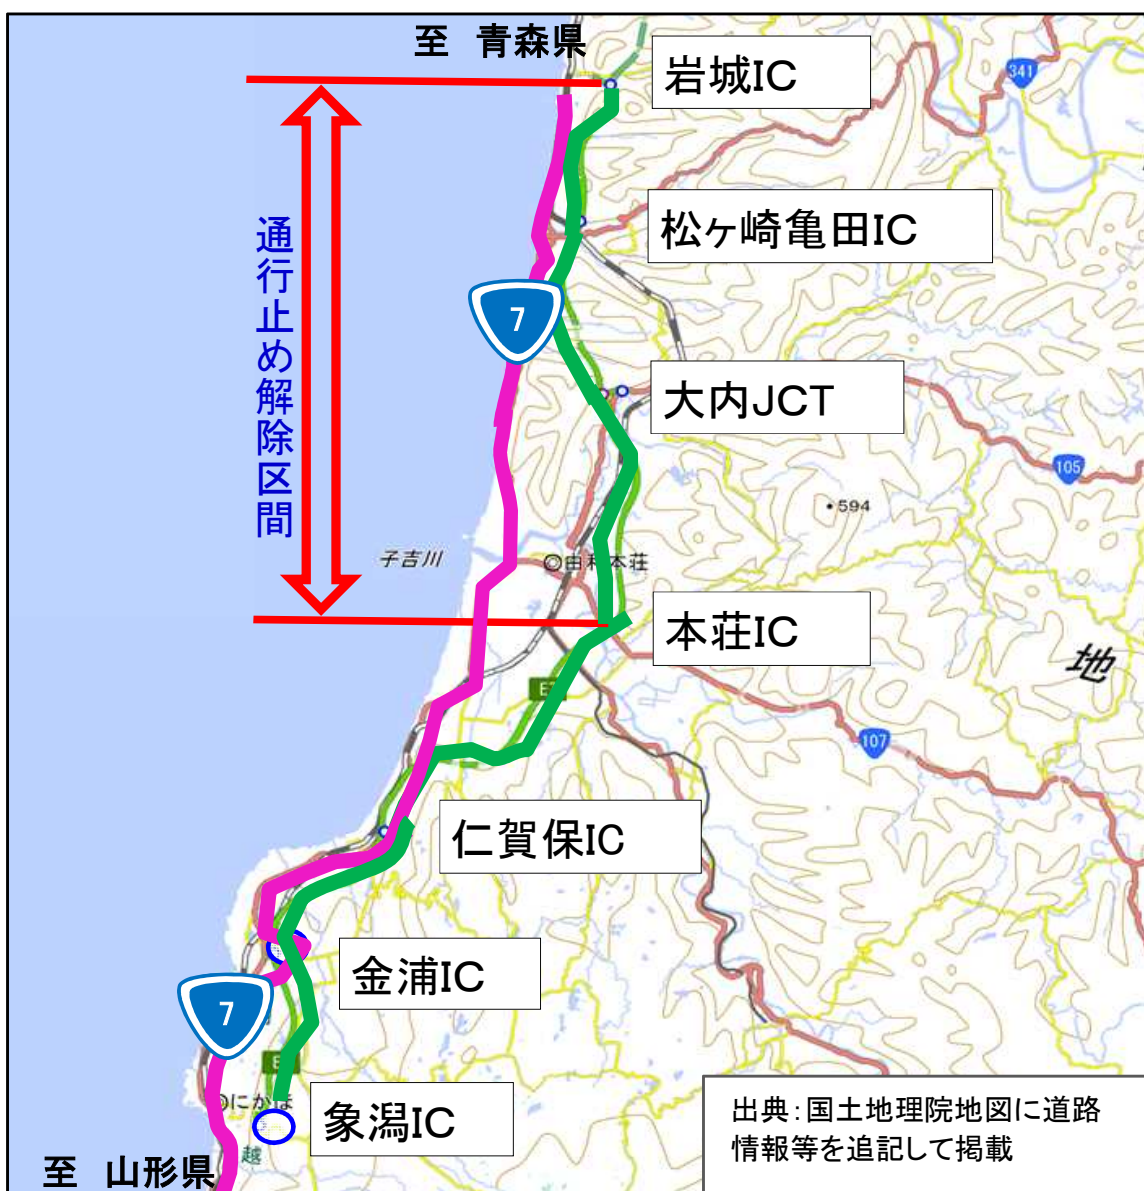 至 青森県
岩城IC
341
松ヶ崎亀田IC
通行止め解除区間
7
大内JCT
105
・594
子吉川
◎由利本荘
本荘IC
地
E7
107
仁賀保IC
金浦IC
7
にかほ
象潟IC
越
至 山形県
出典：国土地理院地図に道路
情報等を追記して掲載